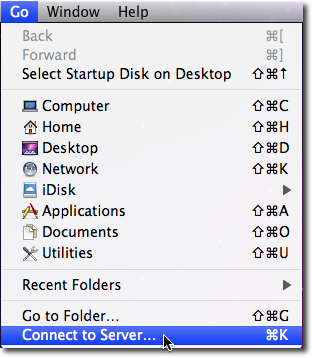 Go Window Help
Back ⌘[
Forward ⌘]
Select Startup Disk on Desktop ⇧⌘↑
Computer ⇧⌘C
Home ⇧⌘H
Desktop ⇧⌘D
Network ⇧⌘K
iDisk ▶
Applications ⇧⌘A
Documents ⇧⌘O
Utilities ⇧⌘U
Recent Folders ▶
Go to Folder... ⇧⌘G
Connect to Server... ⌘K